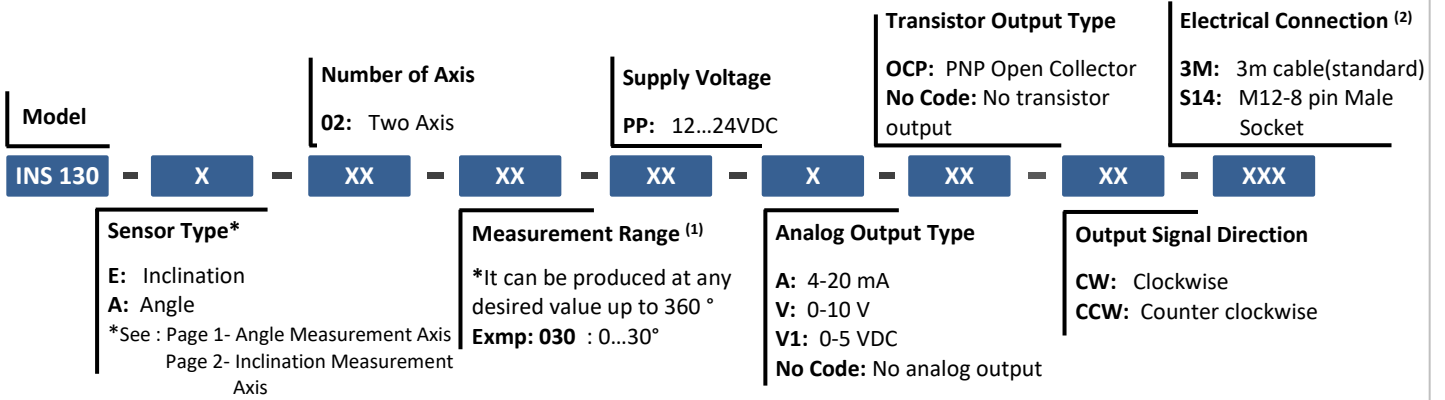 Transistor Output Type
OCP: PNP Open Collector
No Code: No transistor
output
Electrical Connection (2)
3M: 3m cable(standard)
S14: M12-8 pin Male
Socket
Number of Axis
02: Two Axis
Supply Voltage
PP: 12...24VDC
Model
INS 130 - X - XX - XX - XX - X - XX - XX - XXX
Sensor Type*
E: Inclination
A: Angle
*See : Page 1- Angle Measurement Axis
Page 2- Inclination Measurement
Axis
Measurement Range (1)
*It can be produced at any
desired value up to 360 °
Exmp: 030 : 0...30°
Analog Output Type
A: 4-20 mA
V: 0-10 V
V1: 0-5 VDC
No Code: No analog output
Output Signal Direction
CW: Clockwise
CCW: Counter clockwise